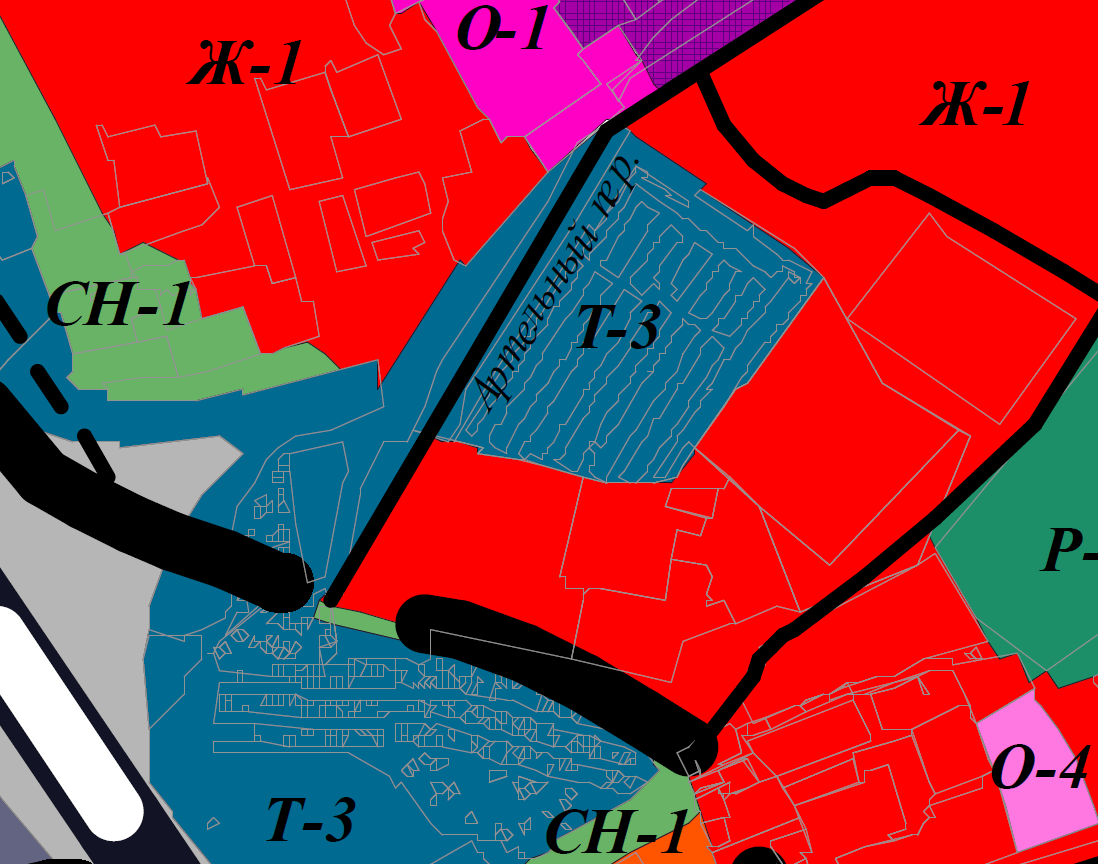 О-1
Ж-1
Ж-1
Артельный пер.
СН-1
Т-3
Р-
О-4
Т-3
СН-1